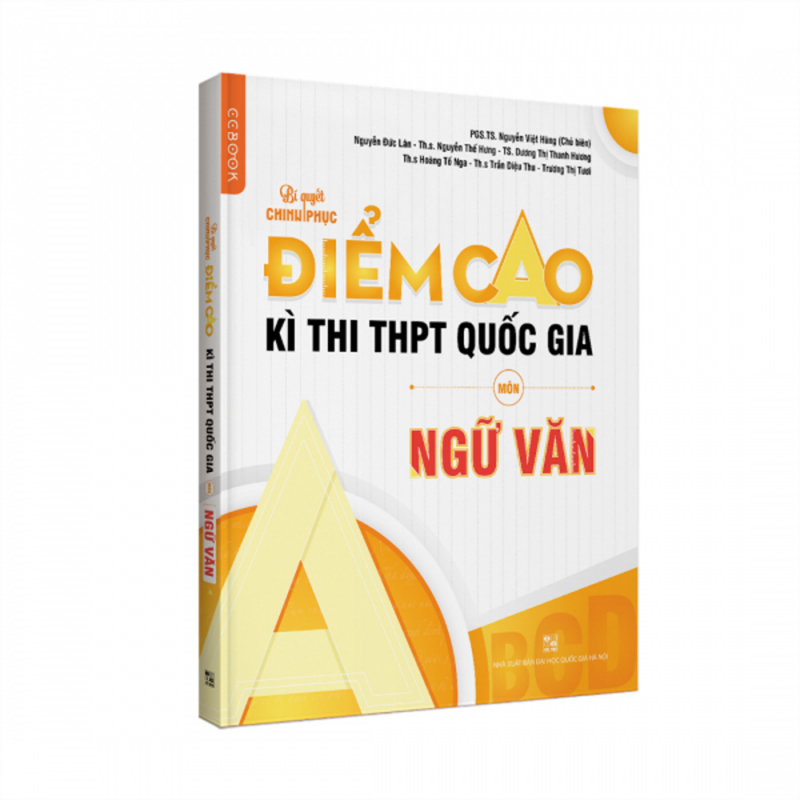 CCBOOK
Bí quyết
CHINH PHỤC
ĐIỂM CAO
KÌ THI THPT QUỐC GIA
MÔN
NGỮ VĂN
PGS.TS. Nguyễn Việt Hùng (Chủ biên)
Nguyễn Đức Lân - Th.s. Nguyễn Thế Hưng - TS. Dương Thị Thanh Hương
Th.s Hoàng Tố Nga - Th.s Trần Diệu Thu - Trương Thị Tươi
Bí quyết
CHINH PHỤC
ĐIỂM CAO
KÌ THI THPT QUỐC GIA
MÔN
NGỮ VĂN
A
BCD
NHÀ XUẤT BẢN ĐẠI HỌC QUỐC GIA HÀ NỘI